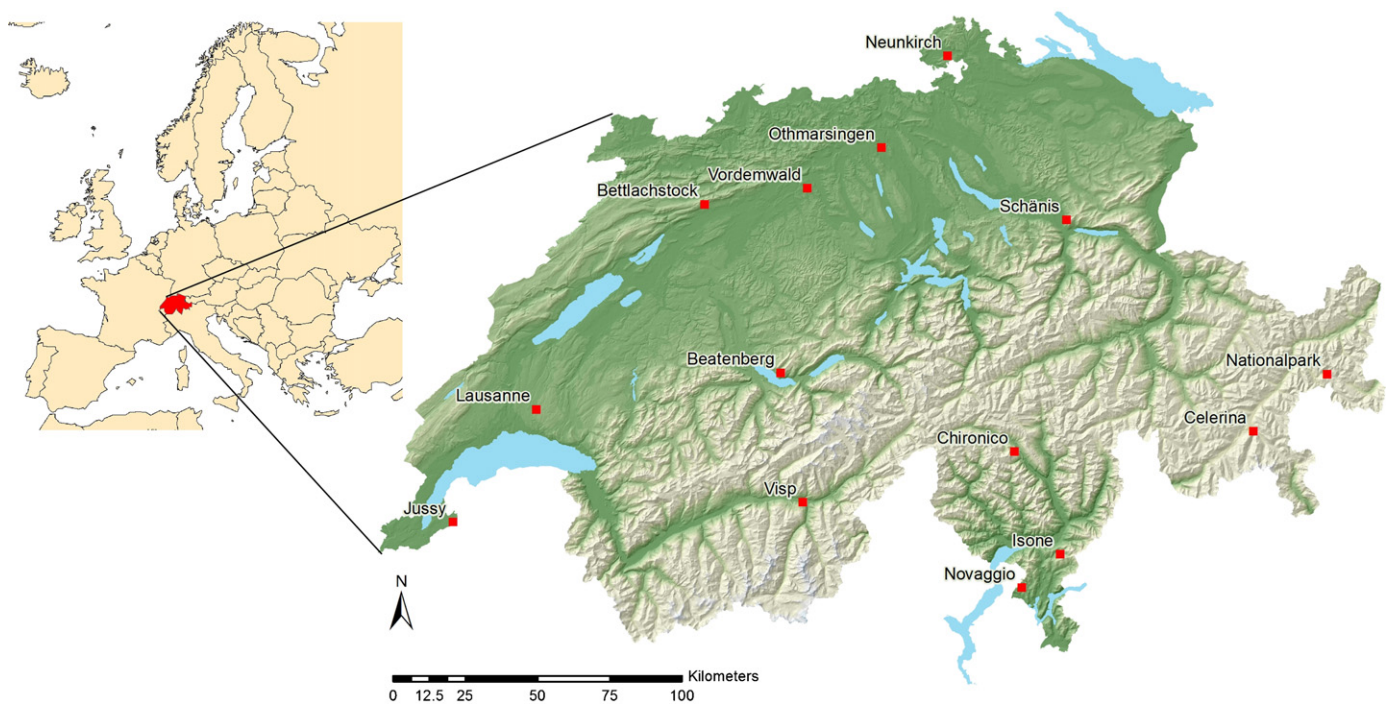 Neunkirch
Othmarsingen
Vordemwald
Bettlachstock
Schänis
Beatenberg
Nationalpark
Lausanne
Celerina
Chironico
Visp
Jussy
Isone
Novaggio
N
Kilometers
0 12.5 25 50 75 100